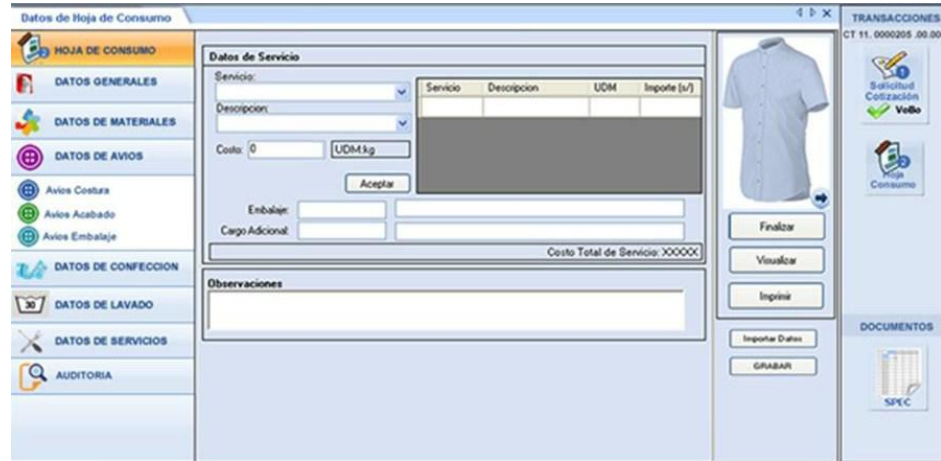 Datos de Hoja de Consumo
HOJA DE CONSUMO
DATOS GENERALES
DATOS DE MATERIALES
DATOS DE AVIOS
Avios Costura
Avios Acabado
Avios Embalaje
DATOS DE CONFECCION
30
DATOS DE LAVADO
DATOS DE SERVICIOS
AUDITORIA
Datos de Servicio
Servicio:
Descripcion:
Costo: 0 UDM:kg
Aceptar
Servicio Descripcion UDM Importe (s/)
Embalaje:
Cargo Adicional:
Costo Total de Servicio: XXXXX
Observaciones
Finalizar
Visualizar
Imprimir
Importar Datos
GRABAR
TRANSACCIONES
CT 11. 0000205 .00.00
Solicitud
Cotización
VoBo
Hoja
Consumo
DOCUMENTOS
SPEC